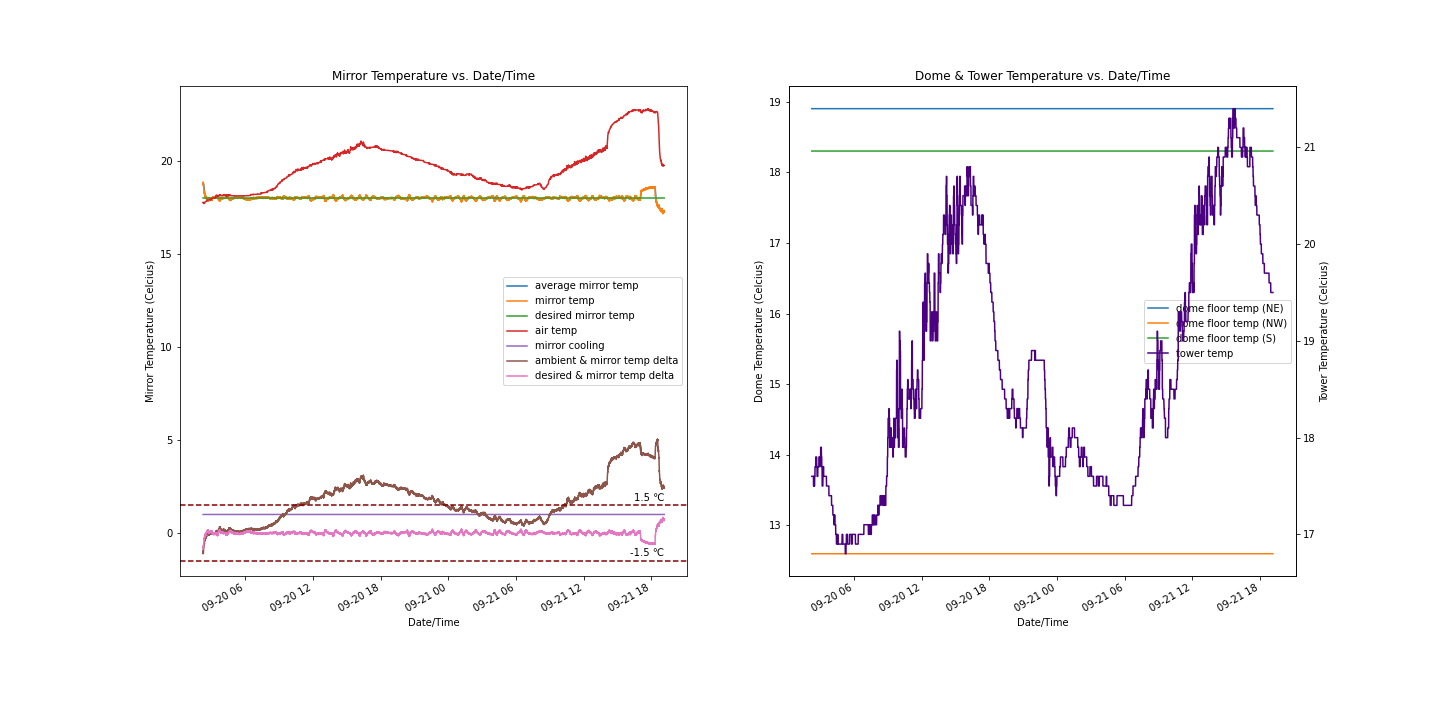 Mirror Temperature vs. Date/Time
Mirror Temperature (Celcius)
20
15
10
5
0
average mirror temp
mirror temp
desired mirror temp
air temp
mirror cooling
ambient & mirror temp delta
desired & mirror temp delta
1.5 °C
-1.5 °C
09-20 06
09-20 12
09-20 18
09-21 00
09-21 06
09-21 12
09-21 18
Date/Time
Dome & Tower Temperature vs. Date/Time
Dome Temperature (Celcius)
19
18
17
16
15
14
13
dome floor temp (NE)
dome floor temp (NW)
dome floor temp (S)
tower temp
21
20
19
18
17
Tower Temperature (Celcius)
09-20 06
09-20 12
09-20 18
09-21 00
09-21 06
09-21 12
09-21 18
Date/Time